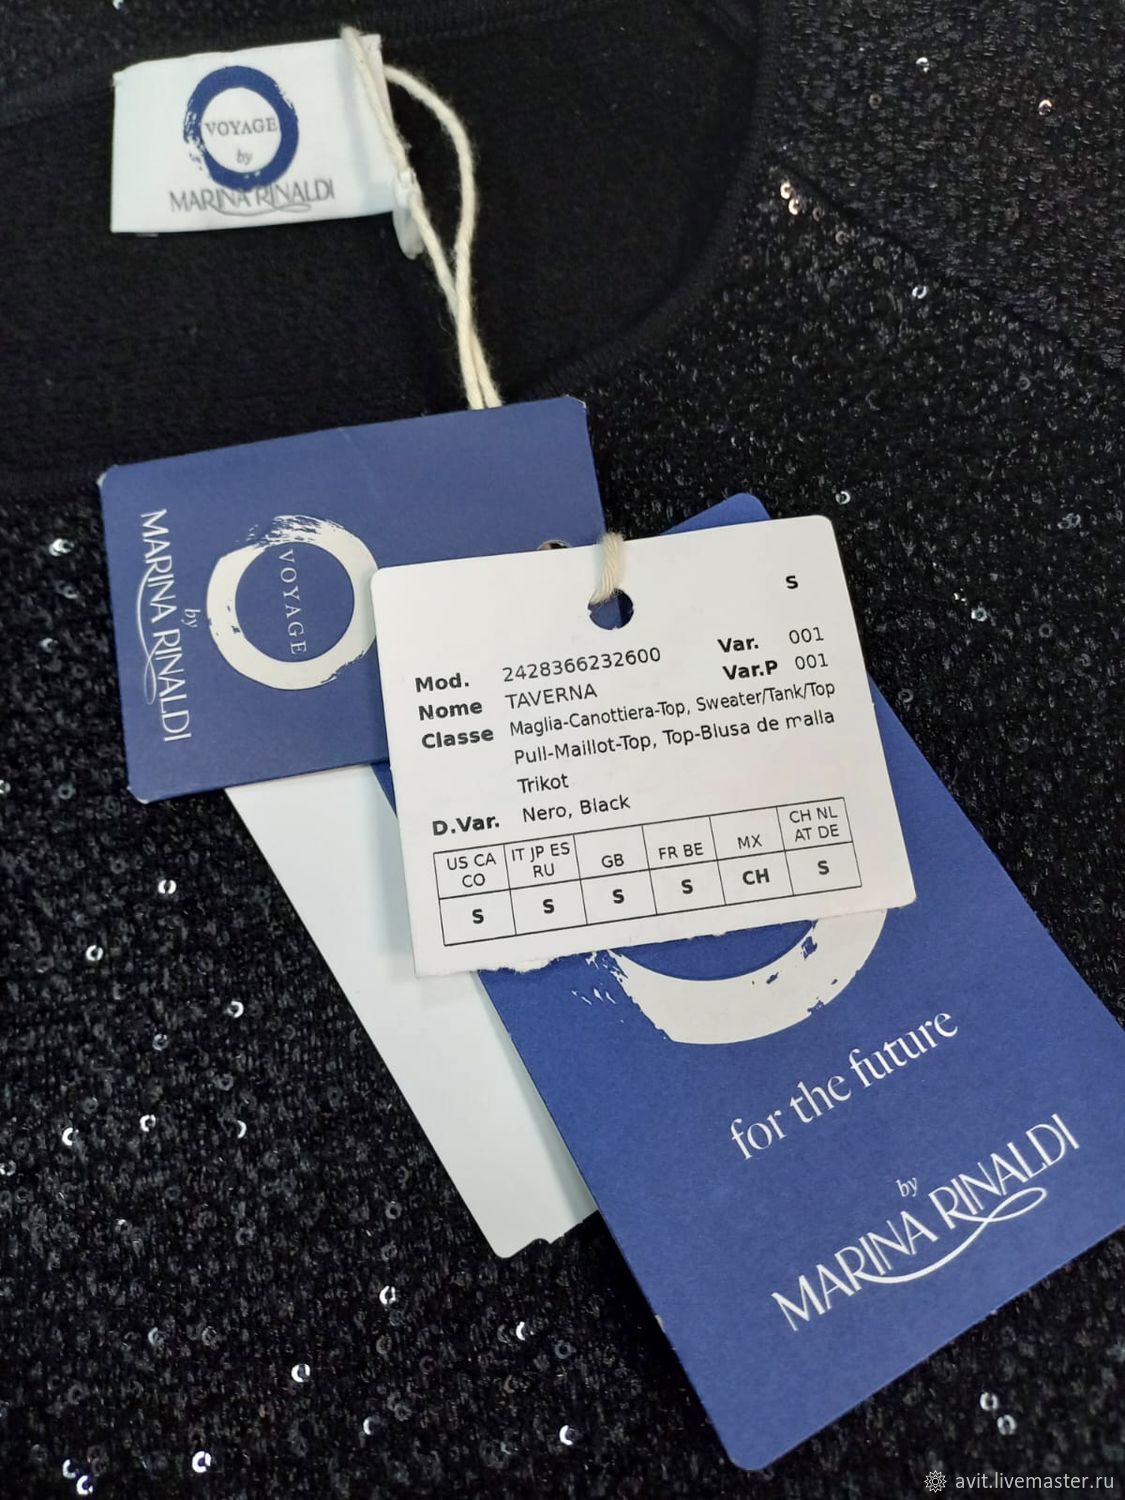 VOYAGE
by
MARINA RINALDI
VOYAGE
by
MARINA RINALDI
S
Mod. 2428366232600 Var. 001
Nome TAVERNA Var.P 001
Classe Maglia-Canottiera-Top, Sweater/Tank/Top
Pull-Maillot-Top, Top-Blusa de malla
Trikot
D.Var. Nero, Black
US CA CO IT JP ES RU GB FR BE MX CH NL AT DE
S S S S CH S
for the future
by
MARINA RINALDI
avit.livemaster.ru